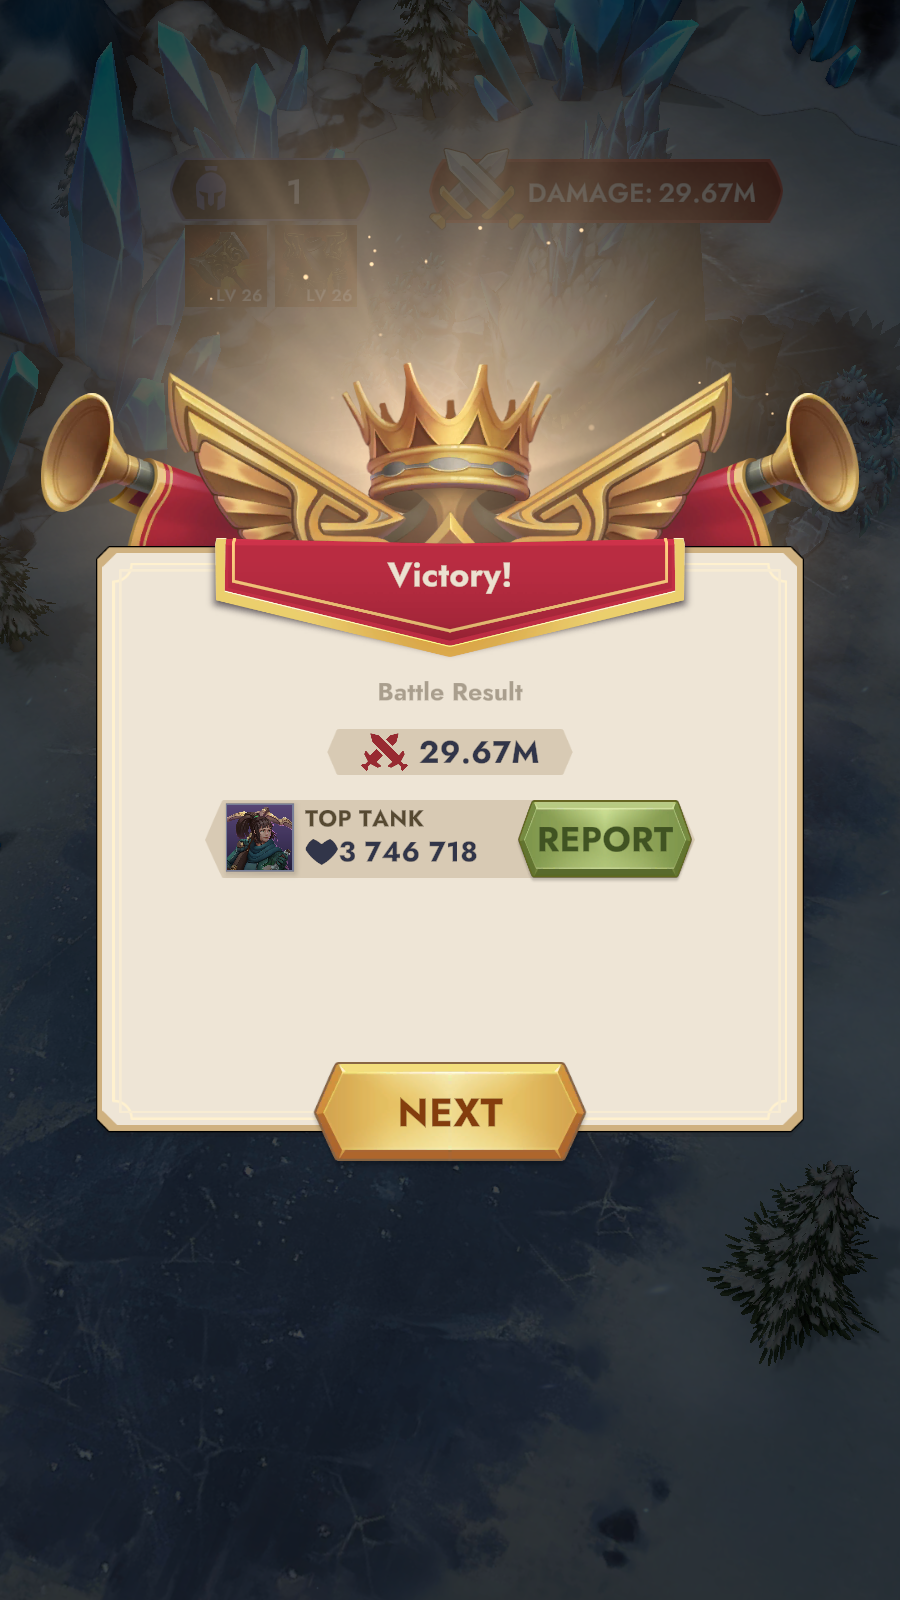 1
DAMAGE: 29.67M
LV 26
LV 26
Victory!
Battle Result
29.67M
TOP TANK
3 746 718
REPORT
NEXT